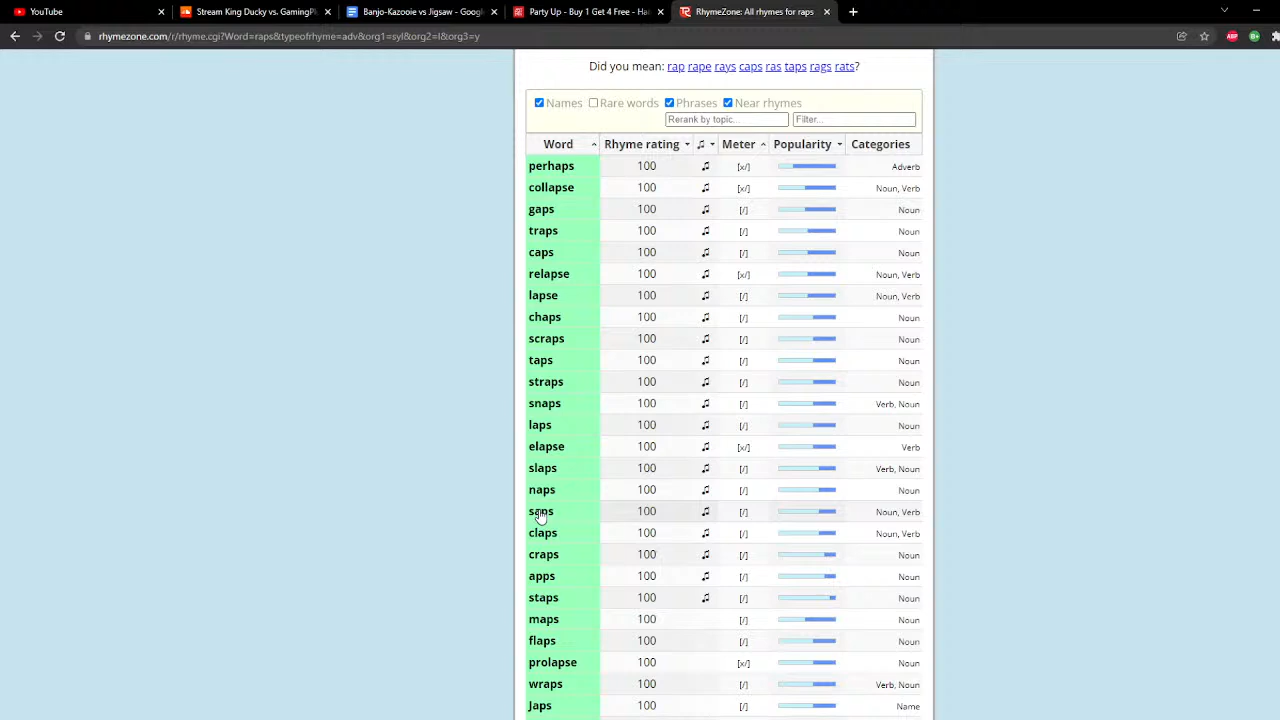 YouTube Stream King Ducky vs. GamingPl Banjo-Kazooie vs Jigsaw - Googl Party Up - Buy 1 Get 4 Free - Ha RhymeZone: All rhymes for raps
rhymezone.com/r/rhyme.cgi?Word=raps&typeofrhyme=adv&org1=syl&org2=l&org3=y
Did you mean: rap rape rays caps ras taps rags rats?
Names Rare words Phrases Near rhymes
Rerank by topic... Filter...
Word Rhyme rating Meter Popularity Categories
perhaps 100 [x/] Adverb
collapse 100 [x/] Noun, Verb
gaps 100 [/] Noun
traps 100 [/] Noun
caps 100 [/] Noun
relapse 100 [x/] Noun, Verb
lapse 100 [/] Noun, Verb
chaps 100 [/] Noun
scraps 100 [/] Noun
taps 100 [/] Noun
straps 100 [/] Noun
snaps 100 [/] Verb, Noun
laps 100 [/] Noun
elapse 100 [x/] Verb
slaps 100 [/] Verb, Noun
naps 100 [/] Noun
saps 100 [/] Noun, Verb
claps 100 [/] Noun, Verb
craps 100 [/] Noun
apps 100 [/] Noun
staps 100 [/] Noun
maps 100 [/] Noun
flaps 100 [/] Noun
prolapse 100 [x/] Noun
wraps 100 [/] Verb, Noun
Japs 100 [/] Name